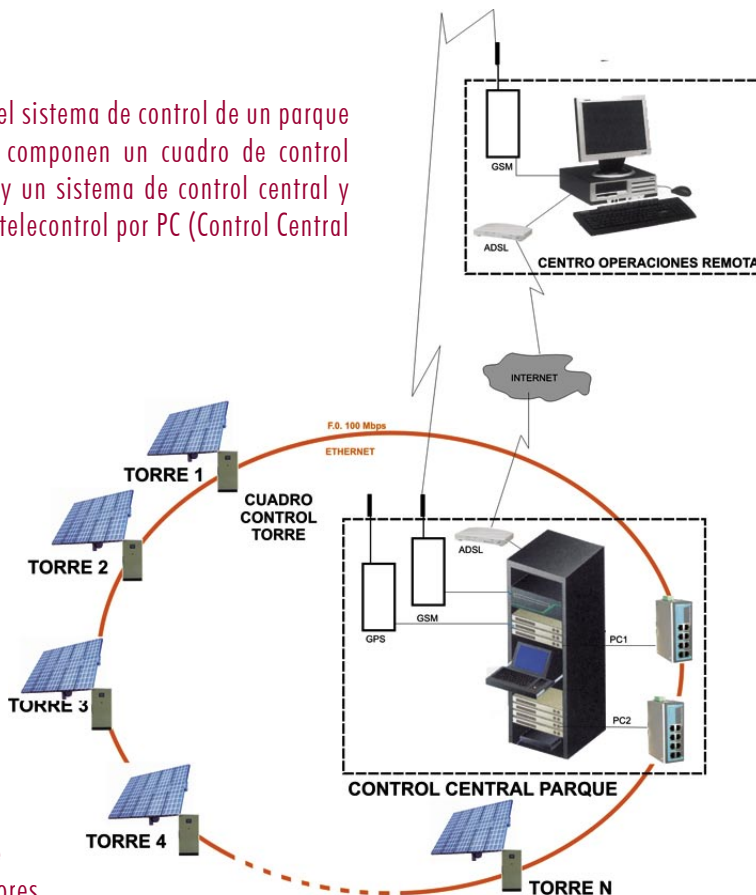 el sistema de control de un parque
componen un cuadro de control
y un sistema de control central y
telecontrol por PC (Control Central
GSM
ADSL
CENTRO OPERACIONES REMOTA
INTERNET
F.O. 100 Mbps
ETHERNET
TORRE 1
CUADRO
CONTROL
TORRE
TORRE 2
TORRE 3
TORRE 4
ADSL
GSM
GPS
PC1
PC2
CONTROL CENTRAL PARQUE
TORRE N
ores